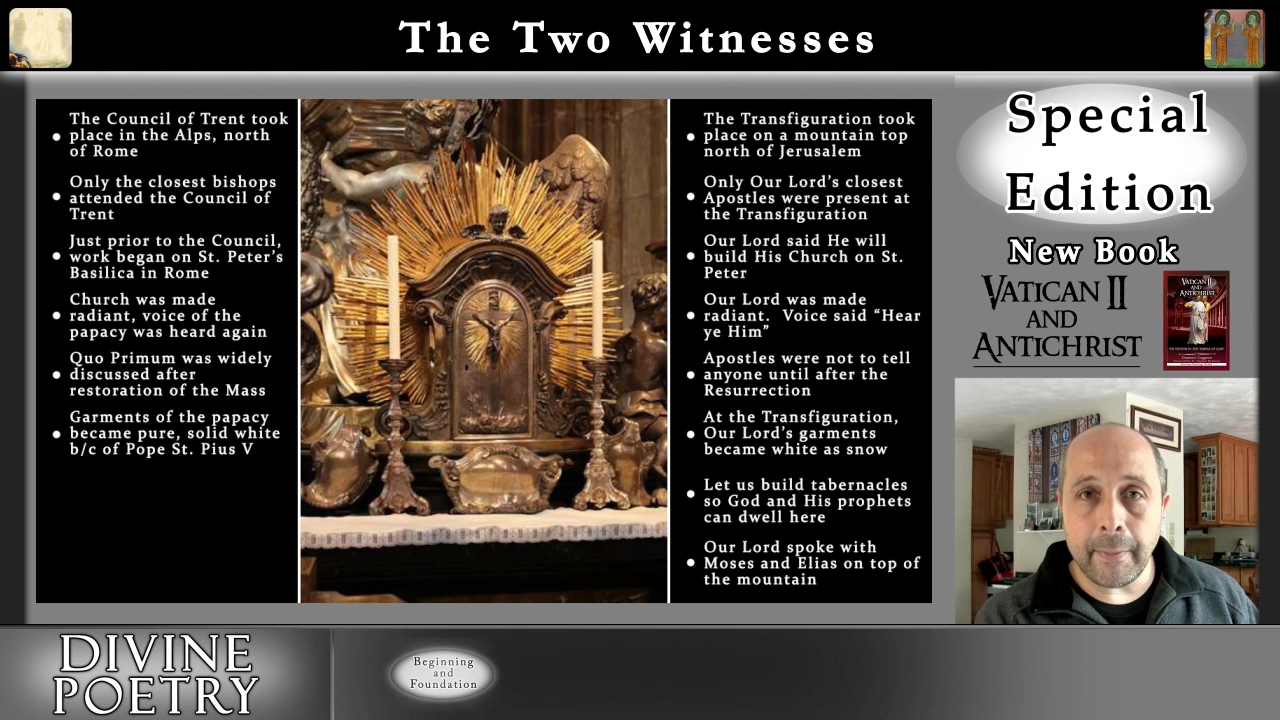 The Two Witnesses
The Council of Trent took
place in the Alps, north
of Rome
Only the closest bishops
attended the Council of
Trent
Just prior to the Council,
work began on St. Peter's
Basilica in Rome
Church was made
radiant, voice of the
papacy was heard again
Quo Primum was widely
discussed after
restoration of the Mass
Garments of the papacy
became pure, solid white
b/c of Pope St. Pius V
The Transfiguration took
place on a mountain top
north of Jerusalem
Only Our Lord's closest
Apostles were present at
the Transfiguration
Our Lord said He will
build His Church on St.
Peter
Our Lord was made
radiant. Voice said “Hear
ye Him”
Apostles were not to tell
anyone until after the
Resurrection
At the Transfiguration,
Our Lord's garments
became white as snow
Let us build tabernacles
so God and His prophets
can dwell here
Our Lord spoke with
Moses and Elias on top of
the mountain
Special
Edition
New Book
VATICAN II
AND
ANTICHRIST
VATICAN II
AND
ANTICHRIST
DIVINE
POETRY
Beginning
and
Foundation